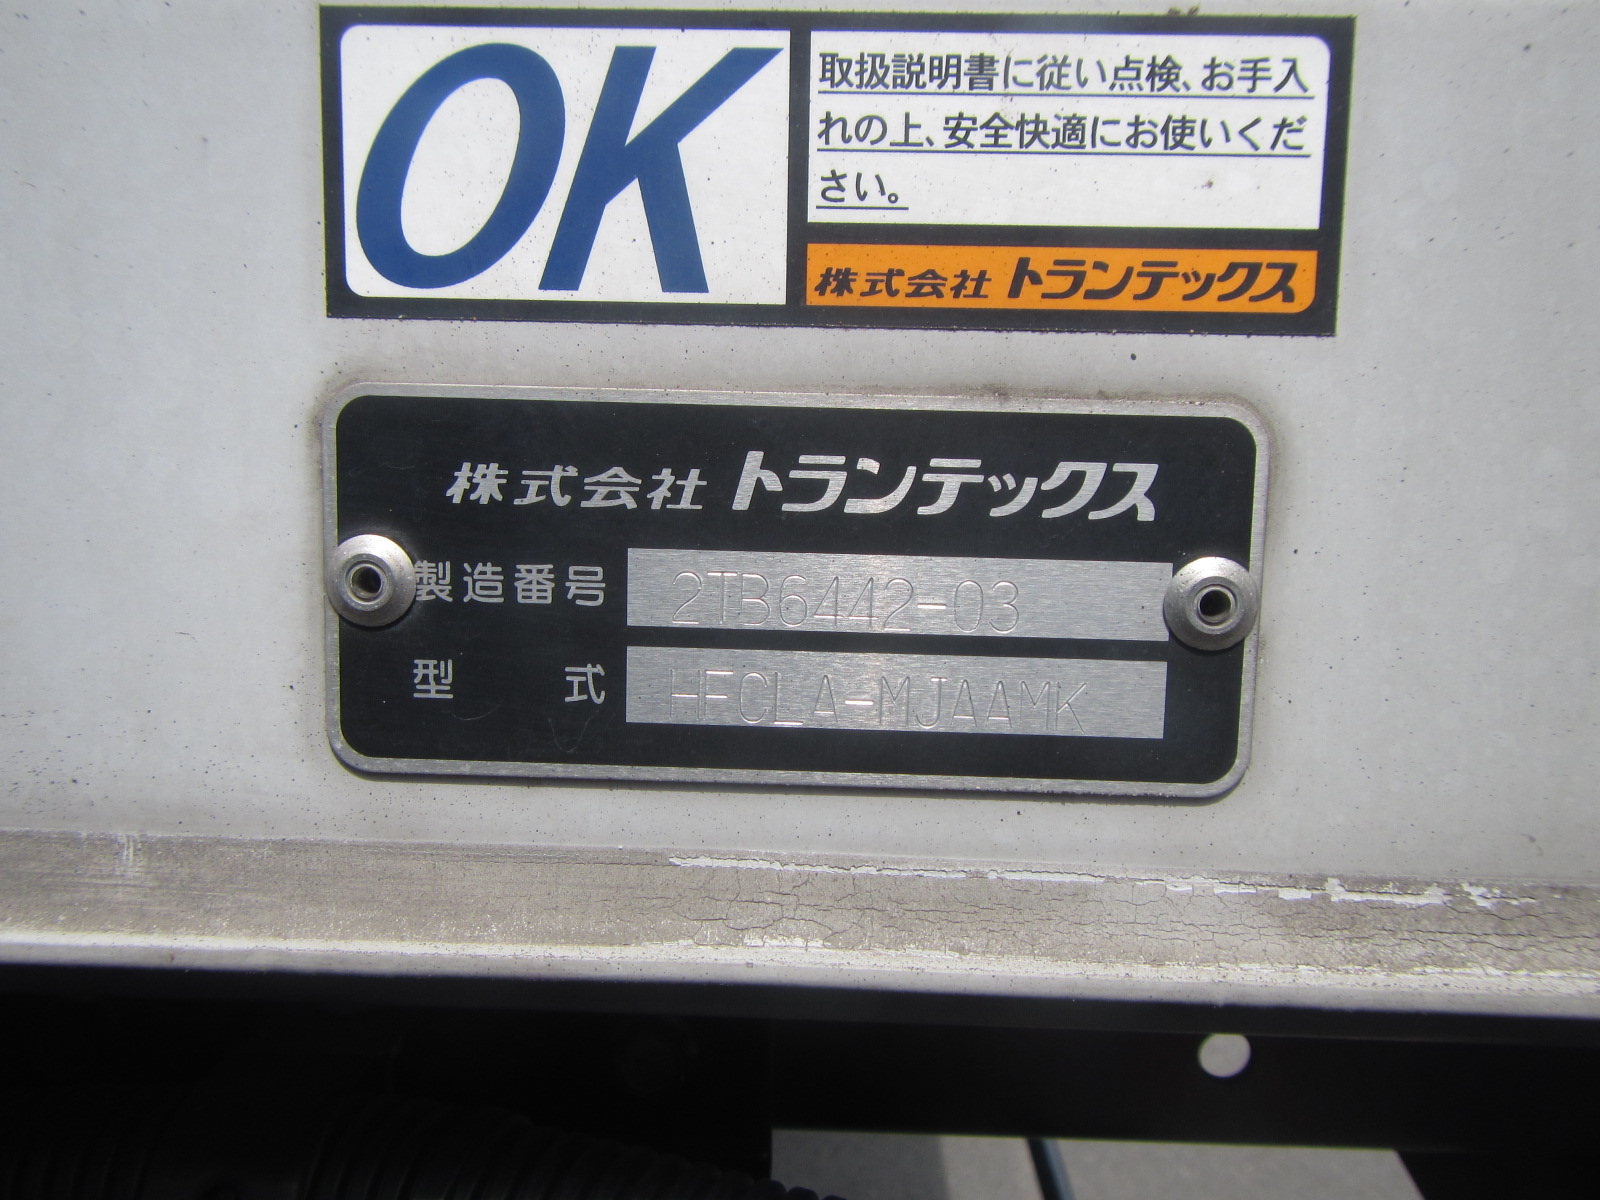 OK
取扱説明書に従い点検、お手入
れの上、安全快適にお使いくだ
さい。
株式会社 トランテックス
株式会社 トランテックス
製造番号 2TB6442-03
型式 HFCLA-MJAAMK